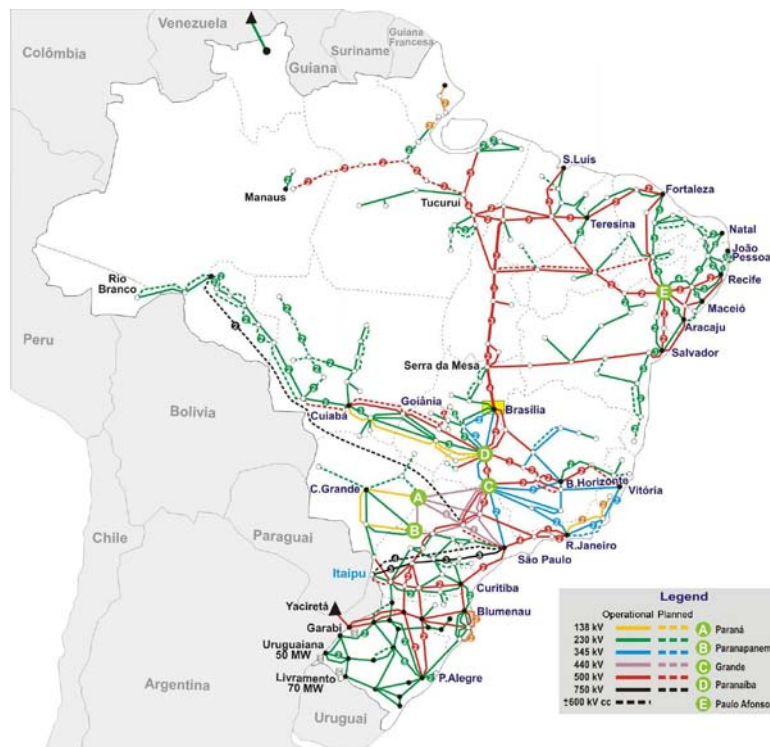 Venezuela
Guiana
Francesa
Suriname
Colômbia
Guiana
S.Luís
Manaus
Tucuruí
Fortaleza
Teresina
Natal
João
Pessoa
Rio
Branco
Recife
E
Maceió
Aracaju
Peru
Serra da Mesa
Salvador
Goiânia
Bolivia
Cuiabá
Brasília
D
B.Horizonte
C
Vitória
C.Grande
A
Chile
Paraguai
B
R.Janeiro
São Paulo
Itaipu
Curitiba
Yaciretá
Blumenau
Garabi
Uruguaiana
50 MW
Livramento
70 MW
P.Alegre
Argentina
Uruguai
Legend
Operational Planned
138 kV A Paraná
230 kV B Paranapanem
345 kV
440 kV C Grande
500 kV D Paranaíba
750 kV
±600 kV cc E Paulo Afonso